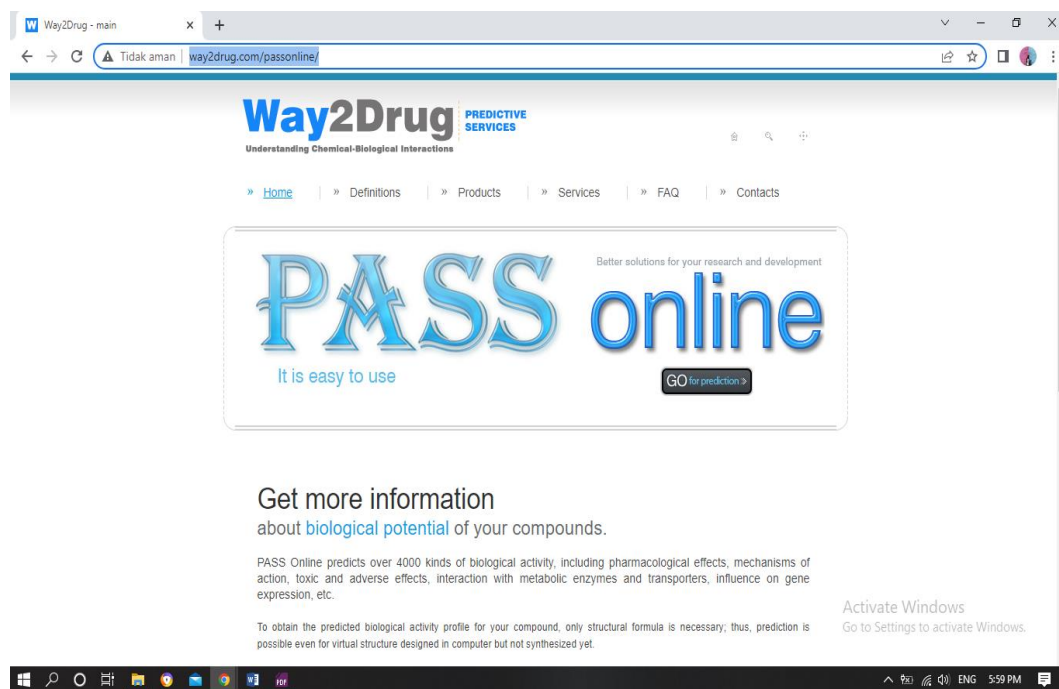 Way2Drug - main
Tidak aman | way2drug.com/passonline/
Way2Drug PREDICTIVE SERVICES
Understanding Chemical-Biological Interactions
» Home » Definitions » Products » Services » FAQ » Contacts
PASS
Better solutions for your research and development
online
It is easy to use
GO for prediction »
Get more information
about biological potential of your compounds.
PASS Online predicts over 4000 kinds of biological activity, including pharmacological effects, mechanisms of
action, toxic and adverse effects, interaction with metabolic enzymes and transporters, influence on gene
expression, etc.
To obtain the predicted biological activity profile for your compound, only structural formula is necessary; thus, prediction is
possible even for virtual structure designed in computer but not synthesized yet.
Activate Windows
Go to Settings to activate Windows.
PDF
ENG 5:59 PM